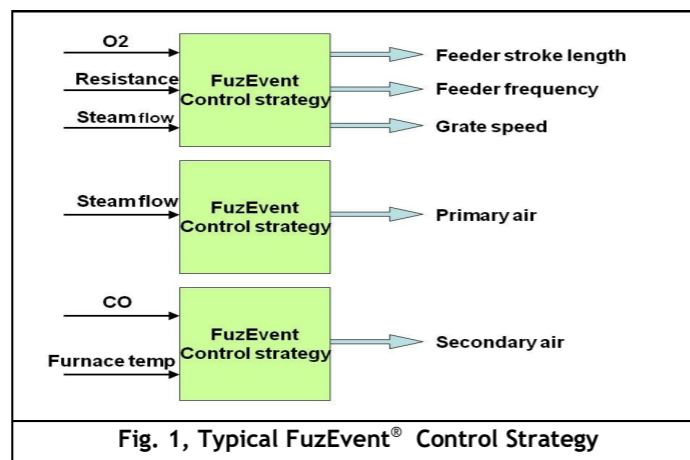 O2
Resistance
Steam flow
FuzEvent
Control strategy
Feeder stroke length
Feeder frequency
Grate speed
Steam flow
FuzEvent
Control strategy
Primary air
CO
Furnace temp
FuzEvent
Control strategy
Secondary air
Fig. 1, Typical FuzEvent® Control Strategy